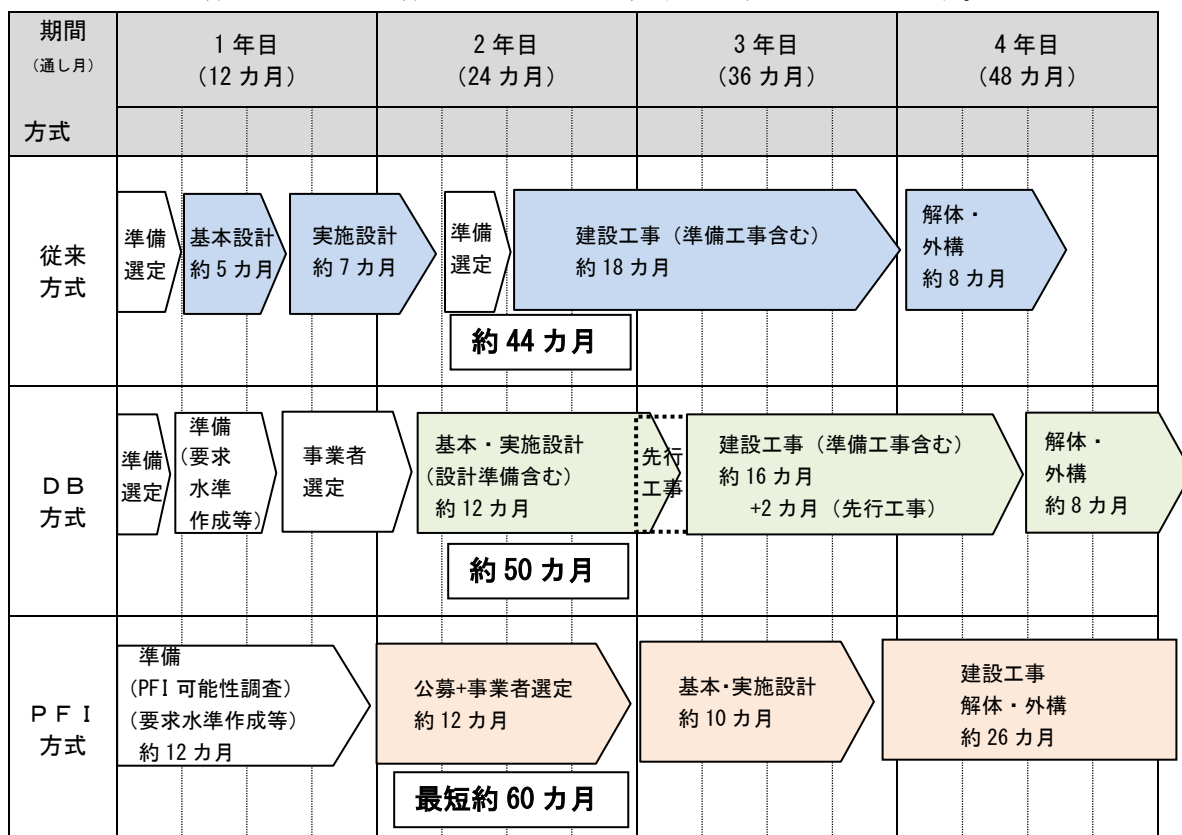 期間
(通し月)
1年目
(12カ月)
2年目
(24カ月)
3年目
(36カ月)
4年目
(48カ月)
方式
従来
方式
準備
選定
基本設計
約5カ月
実施設計
約7カ月
準備
選定
建設工事(準備工事含む)
約18カ月
解体・
外構
約8カ月
約44カ月
DB
方式
準備
選定
準備
(要求
水準
作成等)
事業者
選定
基本・実施設計
(設計準備含む)
約12カ月
先行
工事
建設工事(準備工事含む)
約16カ月
+2カ月(先行工事)
解体・
外構
約8カ月
約50カ月
PFI
方式
準備
(PFI可能性調査)
(要求水準作成等)
約12カ月
公募+事業者選定
約12カ月
基本・実施設計
約10カ月
建設工事
解体・外構
約26カ月
最短約60カ月